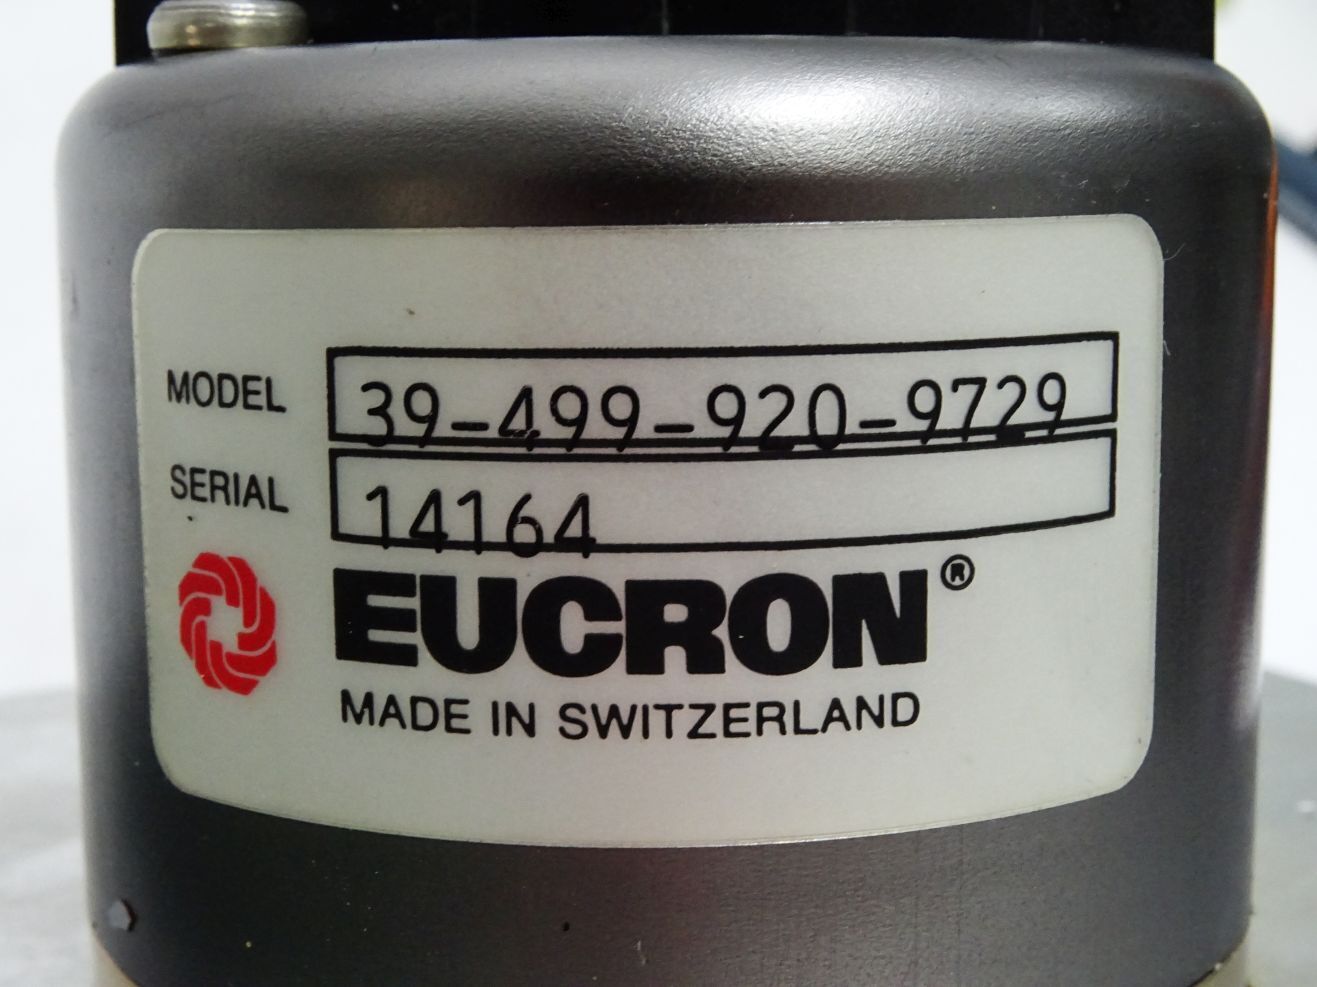 MODEL 39-499-920-9729
SERIAL 14164
EUCRON®
MADE IN SWITZERLAND